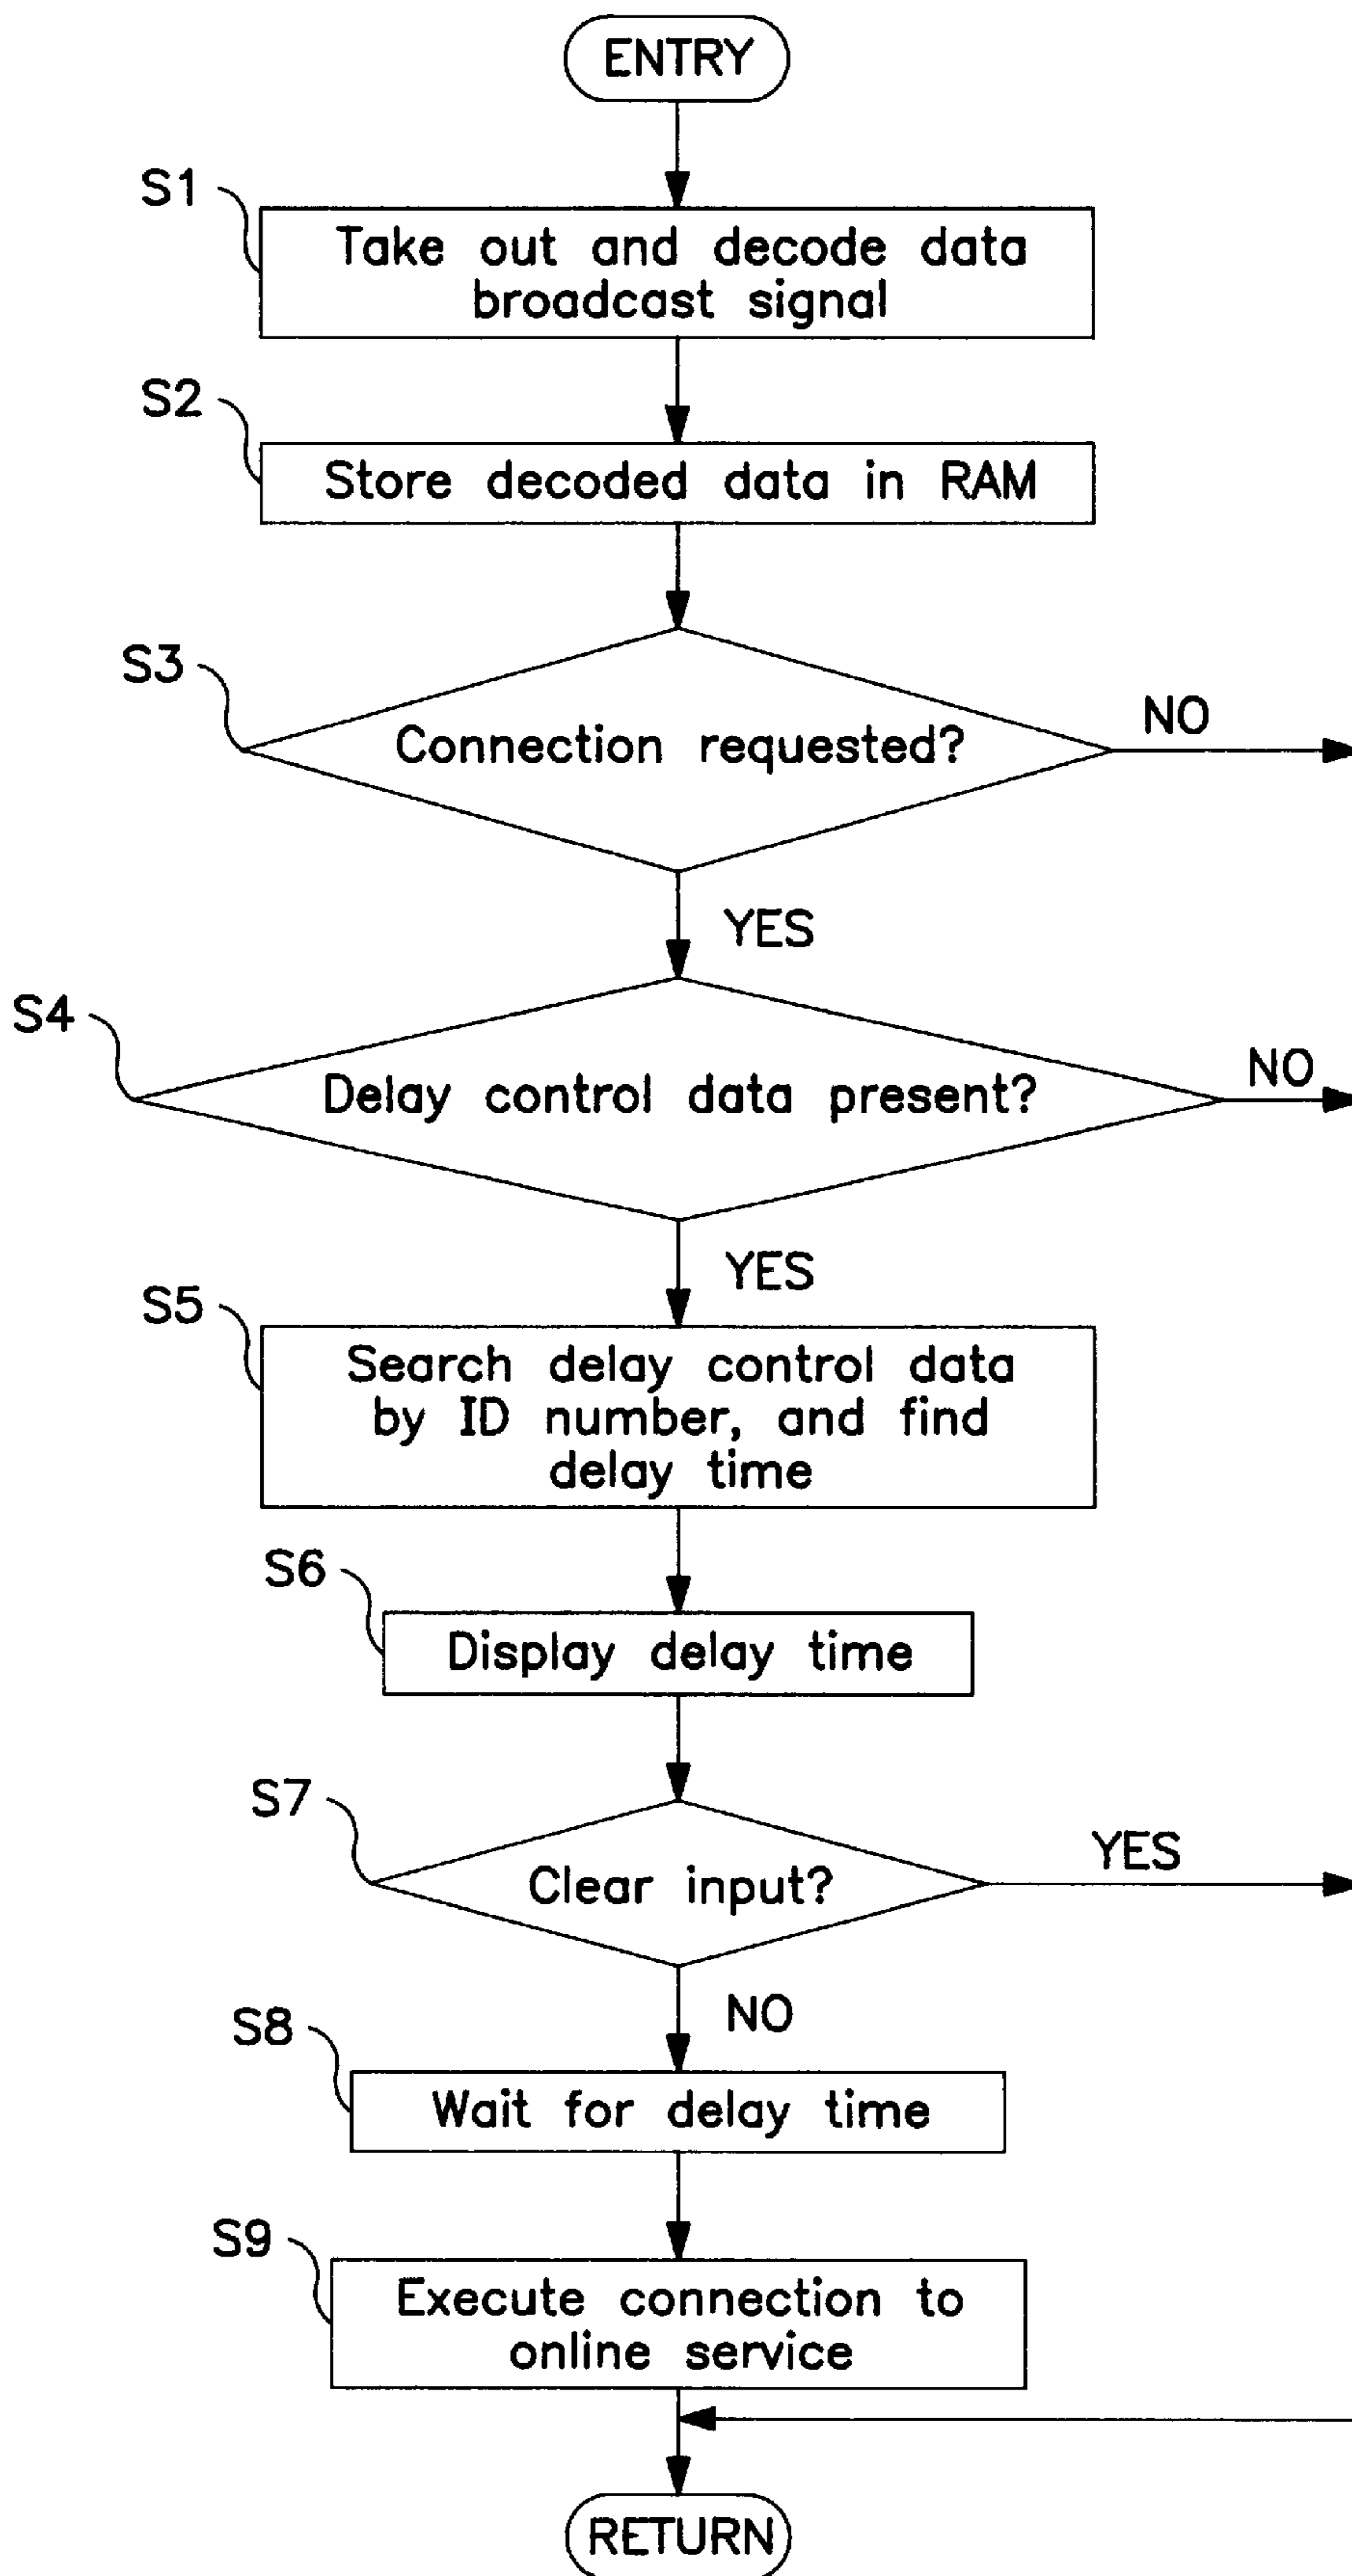 ENTRY
S1
Take out and decode data
broadcast signal
S2
Store decoded data in RAM
S3
Connection requested?
NO
YES
S4
Delay control data present?
NO
YES
S5
Search delay control data
by ID number, and find
delay time
S6
Display delay time
S7
Clear input?
YES
NO
S8
Wait for delay time
S9
Execute connection to
online service
RETURN